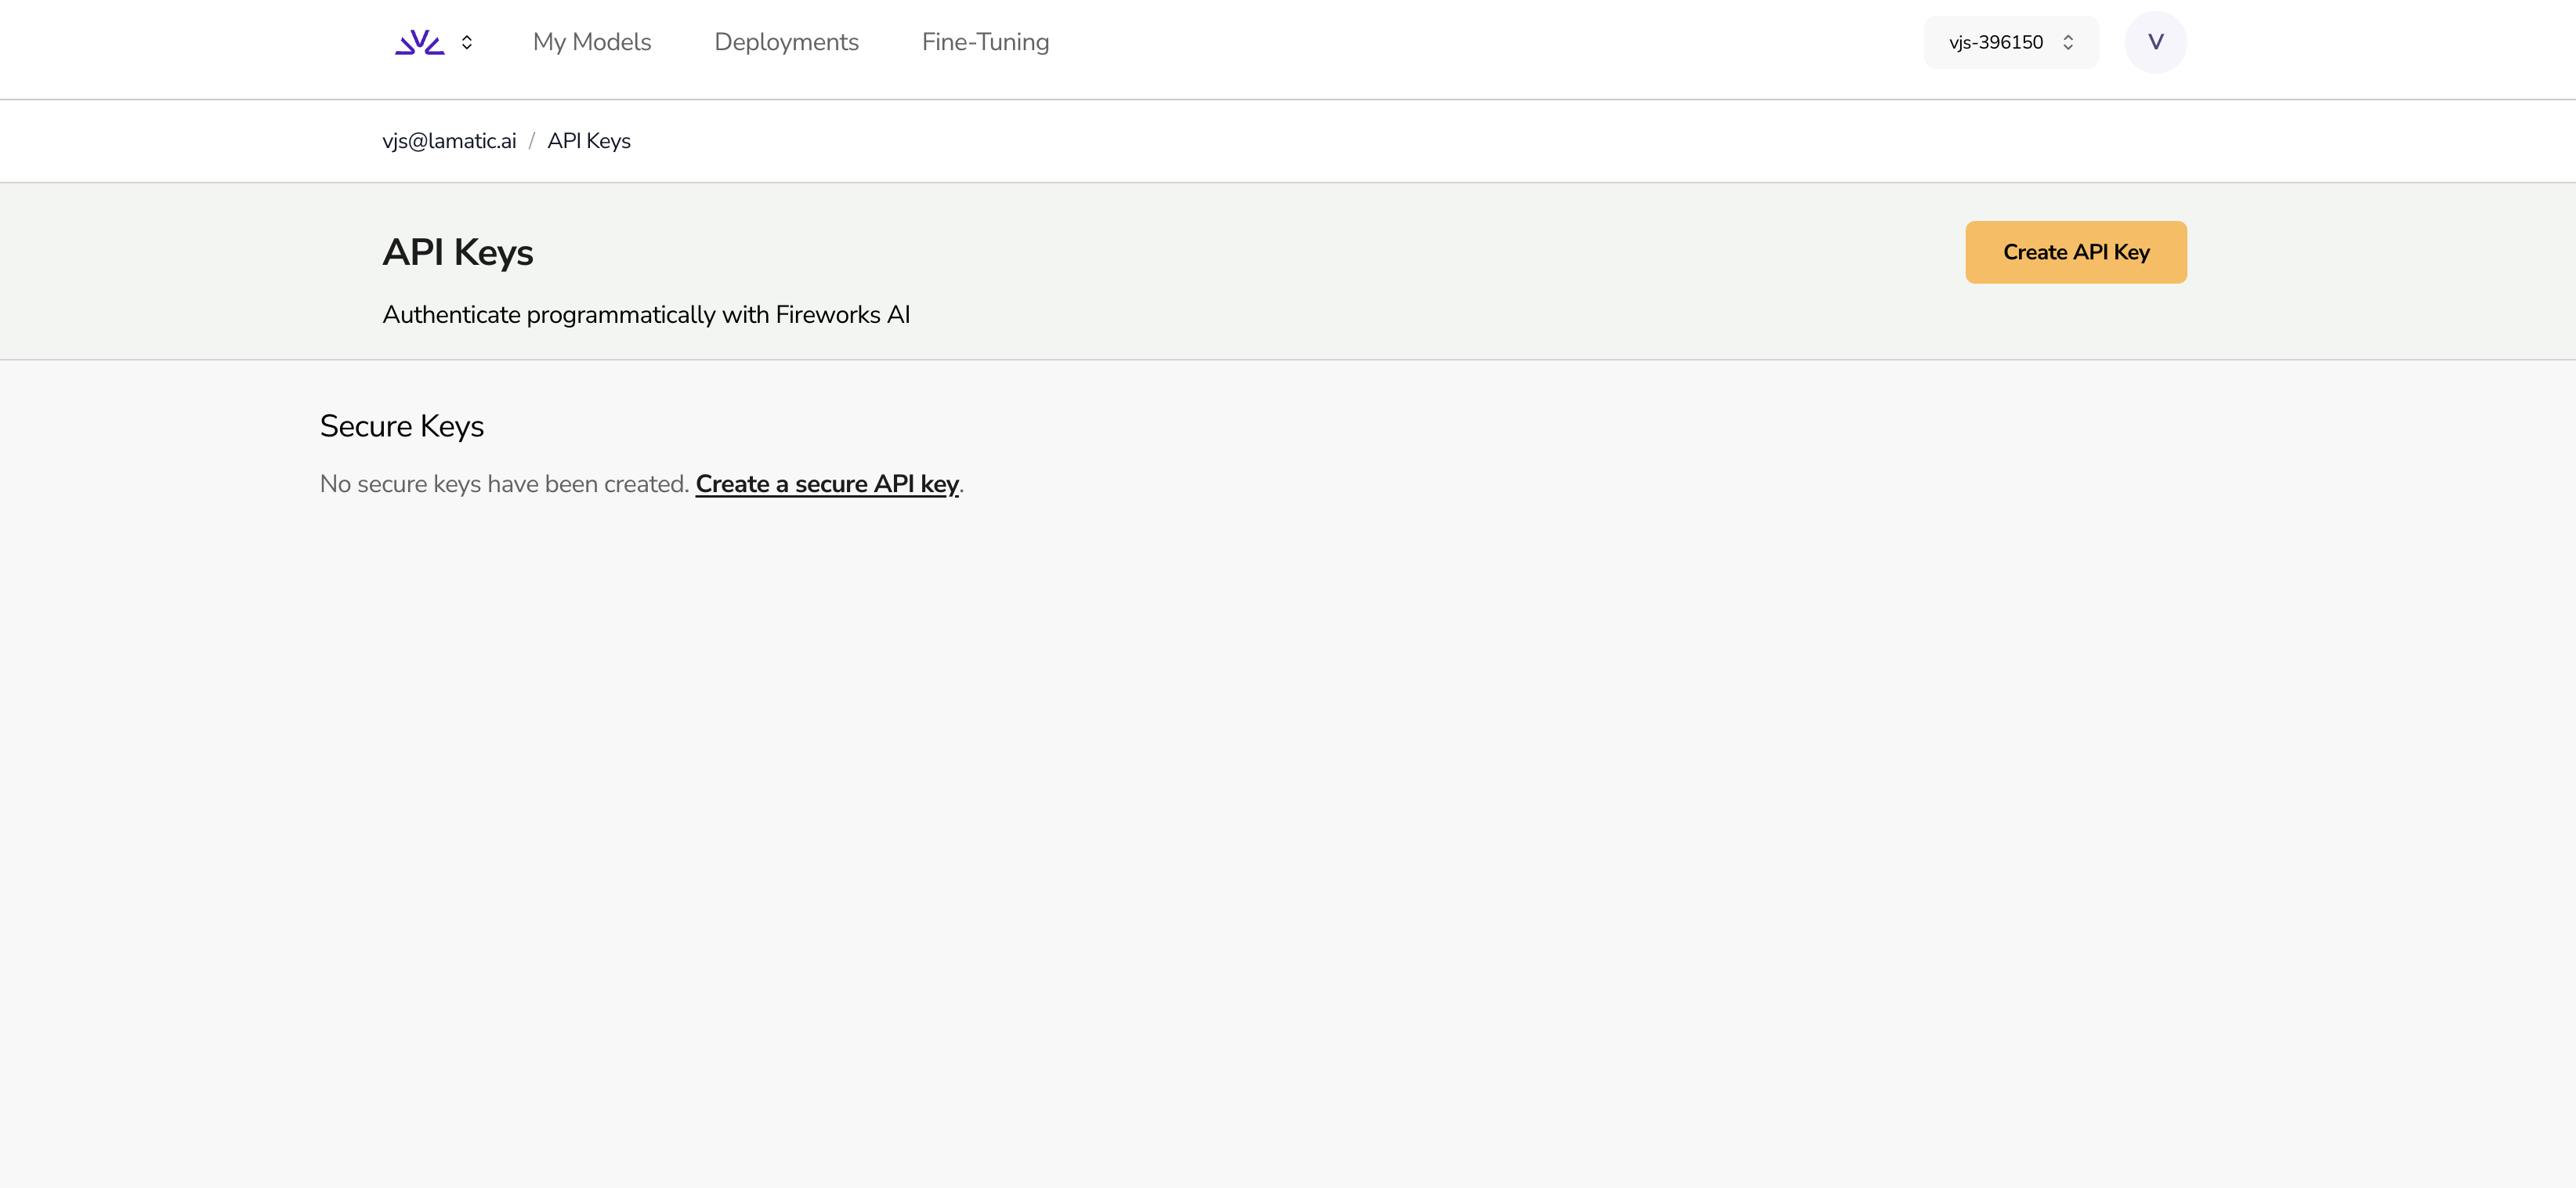 My Models Deployments Fine-Tuning vjs-396150 V
vjs@lamatic.ai / API Keys
API Keys Create API Key
Authenticate programmatically with Fireworks AI
Secure Keys
No secure keys have been created. Create a secure API key.